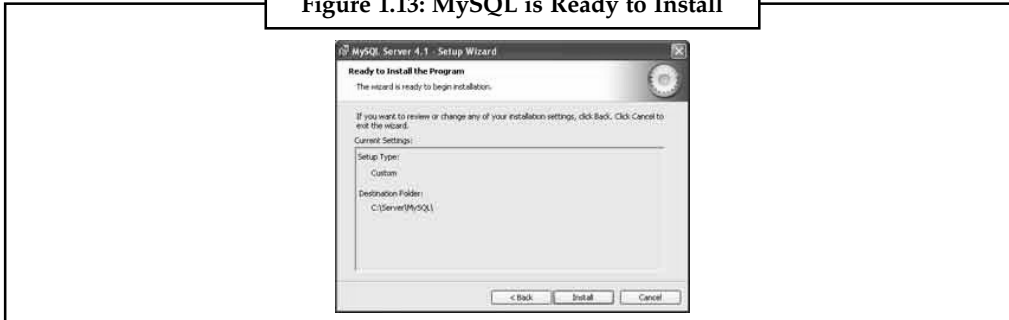 Figure 1.13: MySQL is Ready to Install
MySQL Server 4.1 - Setup Wizard
Ready to Install the Program
The wizard is ready to begin installation.
If you want to review or change any of your installation settings, click Back. Click Cancel to
exit the wizard.
Current Settings:
Setup Type:
Custom
Destination Folder:
C:\Server\MySQL\
< Back
Install
Cancel